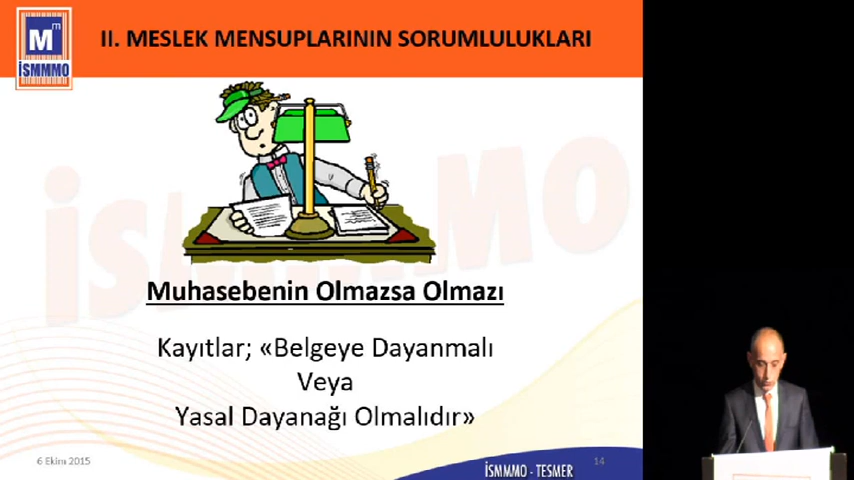 M m
İSMMMO
II. MESLEK MENSUPLARININ SORUMLULUKLARI
İSMMMO
Muhasebenin Olmazsa Olmazı
Kayıtlar; «Belgeye Dayanmalı
Veya
Yasal Dayanağı Olmalıdır»
6 Ekim 2015
İSMMMO - TESMER
14